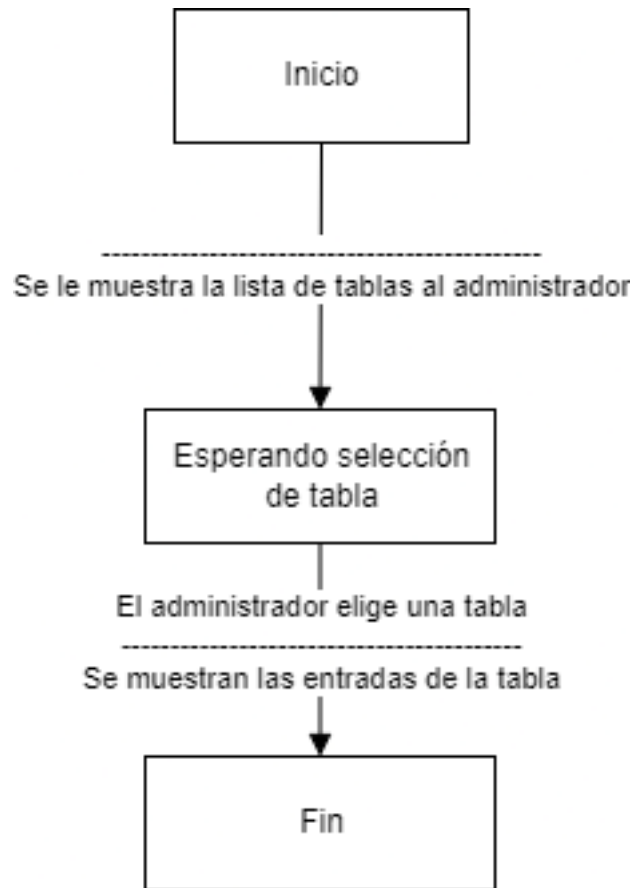 Inicio
Se le muestra la lista de tablas al administrador
Esperando selección
de tabla
El administrador elige una tabla
Se muestran las entradas de la tabla
Fin